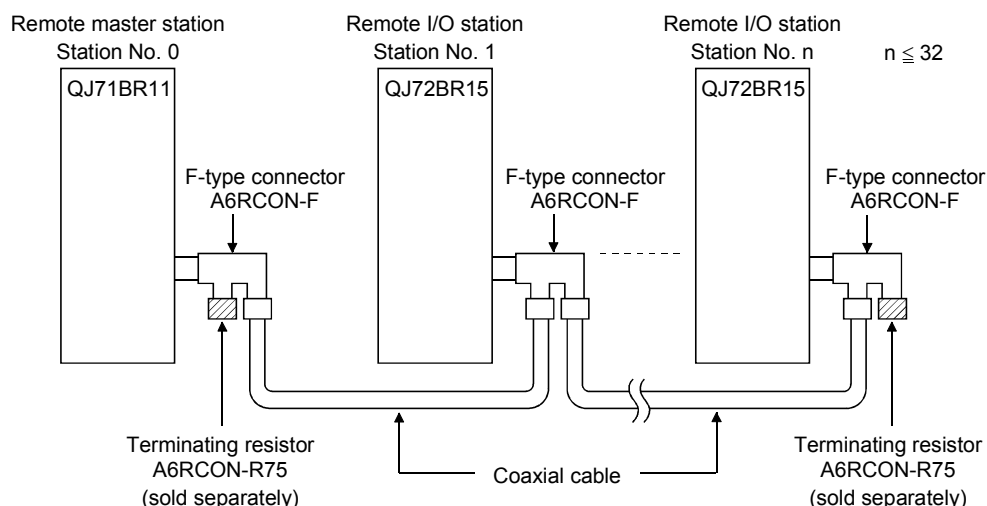 Remote master station
Station No. 0
Remote I/O station
Station No. 1
Remote I/O station
Station No. n
n ≦ 32
QJ71BR11
QJ72BR15
QJ72BR15
F-type connector
A6RCON-F
F-type connector
A6RCON-F
F-type connector
A6RCON-F
Terminating resistor
A6RCON-R75
(sold separately)
Coaxial cable
Terminating resistor
A6RCON-R75
(sold separately)